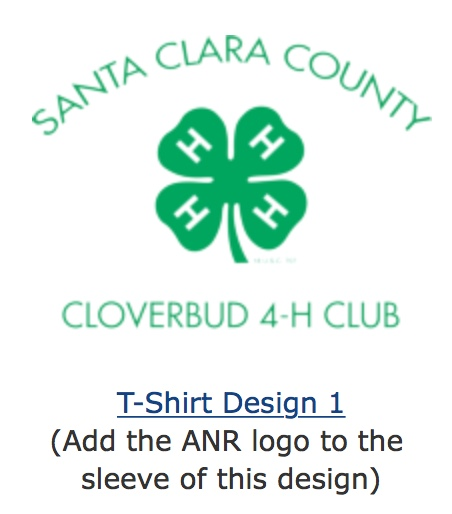 SANTA CLARA COUNTY
H H
H H
CLOVERBUD 4-H CLUB
T-Shirt Design 1
(Add the ANR logo to the
sleeve of this design)